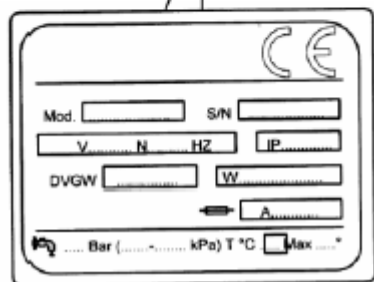 CE
Mod. ............... S/N ...............
V.......... N ........ HZ IP............
DVGW ............... W..................
A............
..... Bar (......-....... kPa) T °C Max .....°